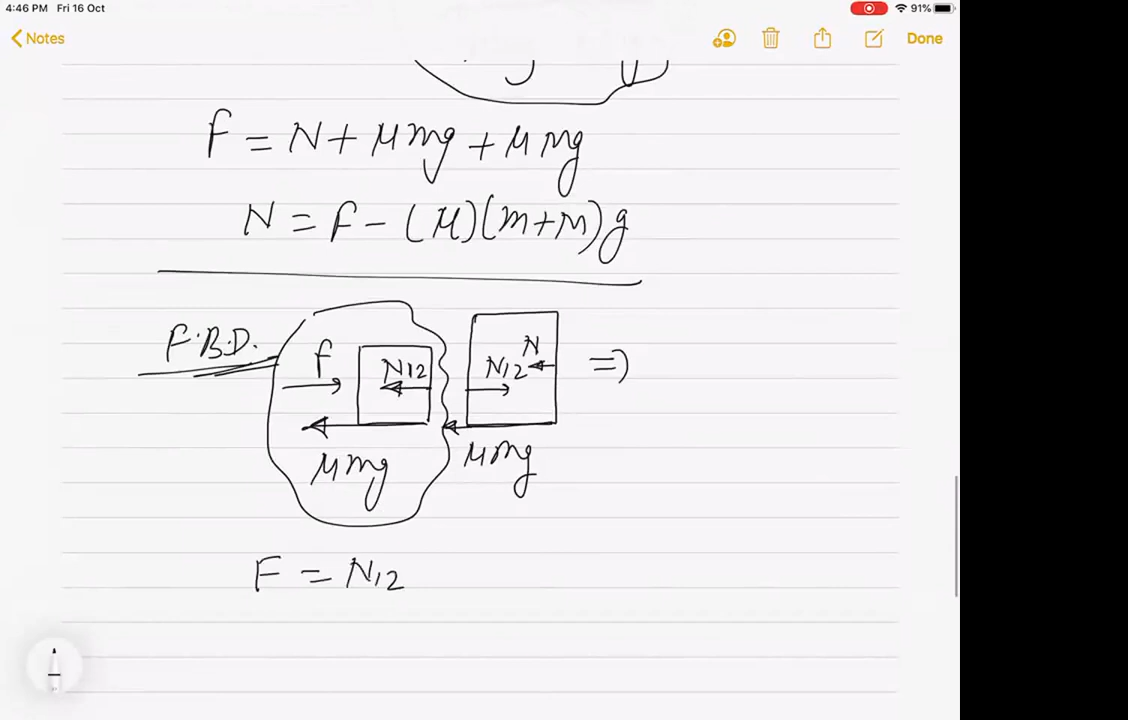 4:46 PM Fri 16 Oct
91%
Notes
Done
F = N + μmg + μMg
N = F - (μ)(m+M)g
F.B.D.
F
N12
N12
N
=)
μmg
μMg
F = N12